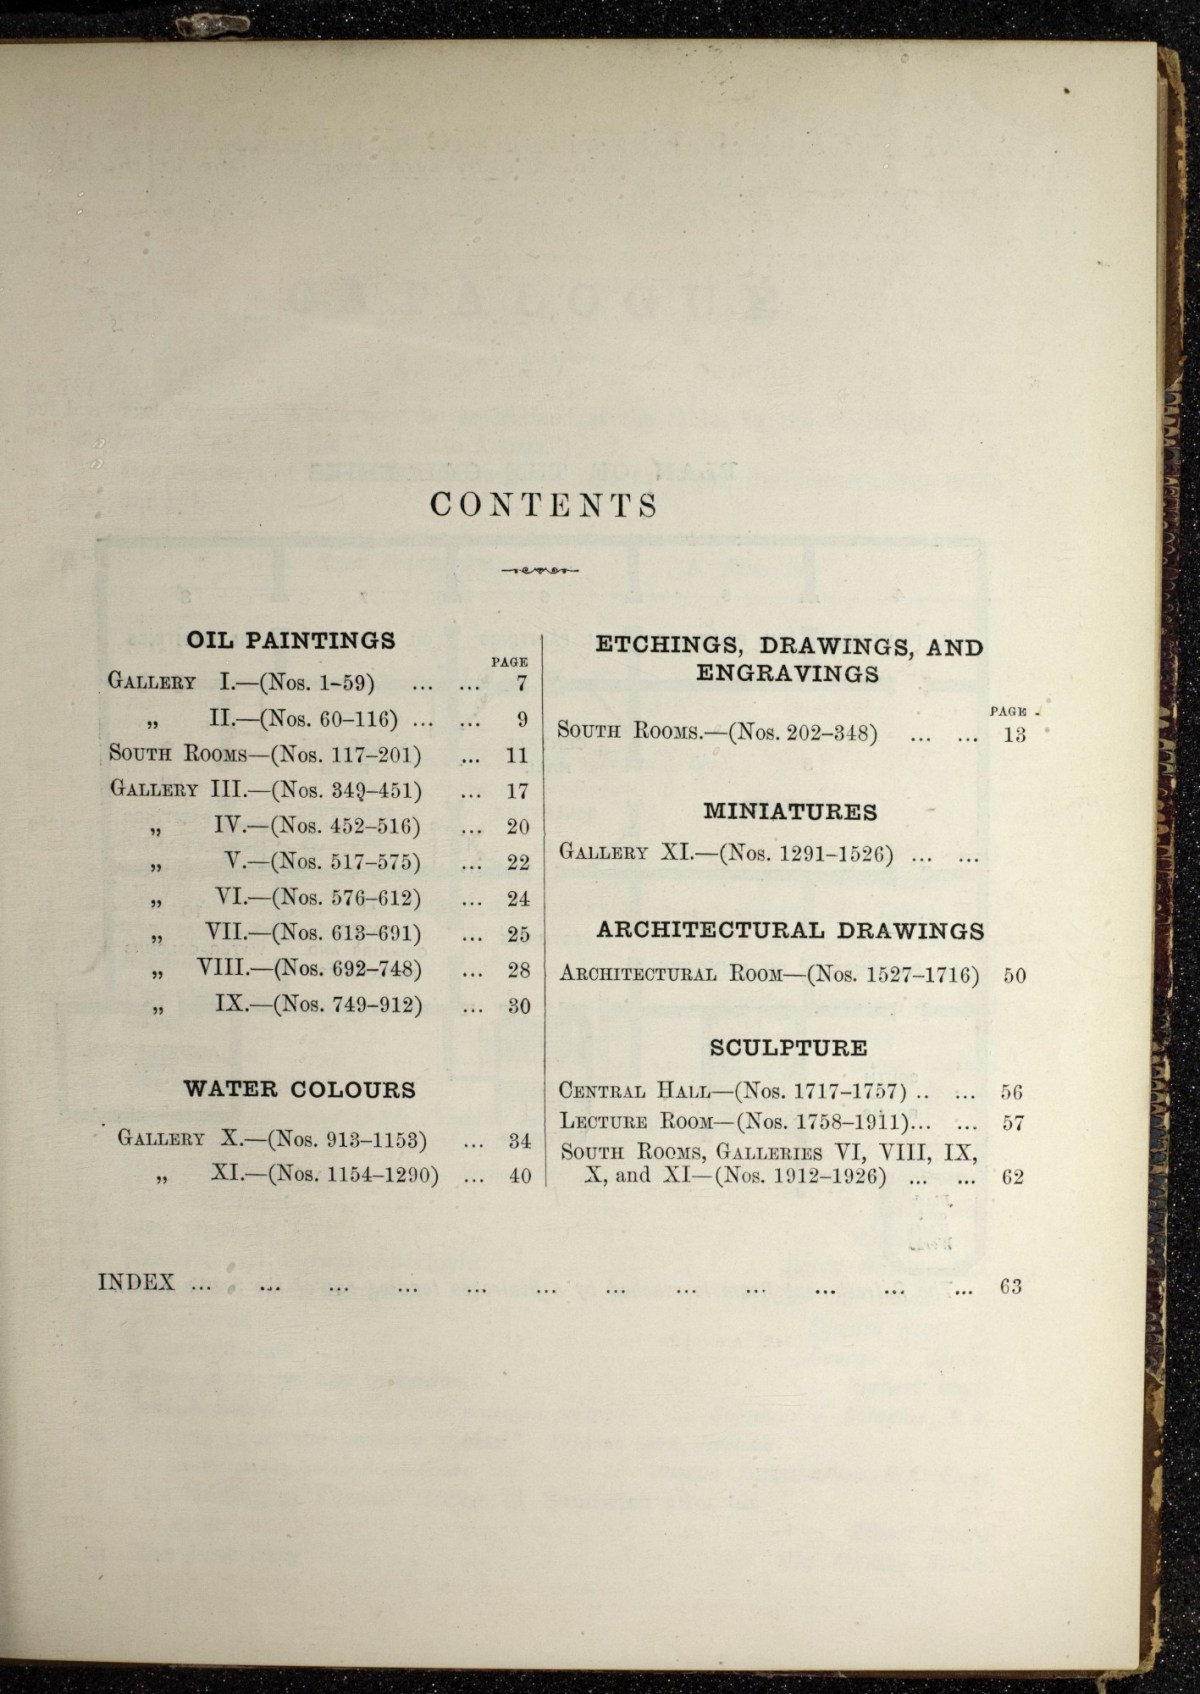 CONTENTS
OIL PAINTINGS
PAGE
GALLERY I.—(Nos. 1–59) ... ... 7
„ II.—(Nos. 60–116) ... ... 9
SOUTH ROOMS—(Nos. 117–201) ... 11
GALLERY III.—(Nos. 349–451) ... 17
„ IV.—(Nos. 452–516) ... 20
„ V.—(Nos. 517–575) ... 22
„ VI.—(Nos. 576–612) ... 24
„ VII.—(Nos. 613–691) ... 25
„ VIII.—(Nos. 692–748) ... 28
„ IX.—(Nos. 749–912) ... 30
WATER COLOURS
GALLERY X.—(Nos. 913–1153) ... 34
„ XI.—(Nos. 1154–1290) ... 40
ETCHINGS, DRAWINGS, AND
ENGRAVINGS
PAGE
SOUTH ROOMS.—(Nos. 202–348) ... ... 13
MINIATURES
GALLERY XI.—(Nos. 1291–1526) ... ...
ARCHITECTURAL DRAWINGS
ARCHITECTURAL ROOM—(Nos. 1527–1716) 50
SCULPTURE
CENTRAL HALL—(Nos. 1717–1757) .. ... 56
LECTURE ROOM—(Nos. 1758–1911)... ... 57
SOUTH ROOMS, GALLERIES VI, VIII, IX,
X, and XI—(Nos. 1912–1926) ... ... 62
INDEX ... ... ... ... ... ... ... ... ... ... ... ... 63